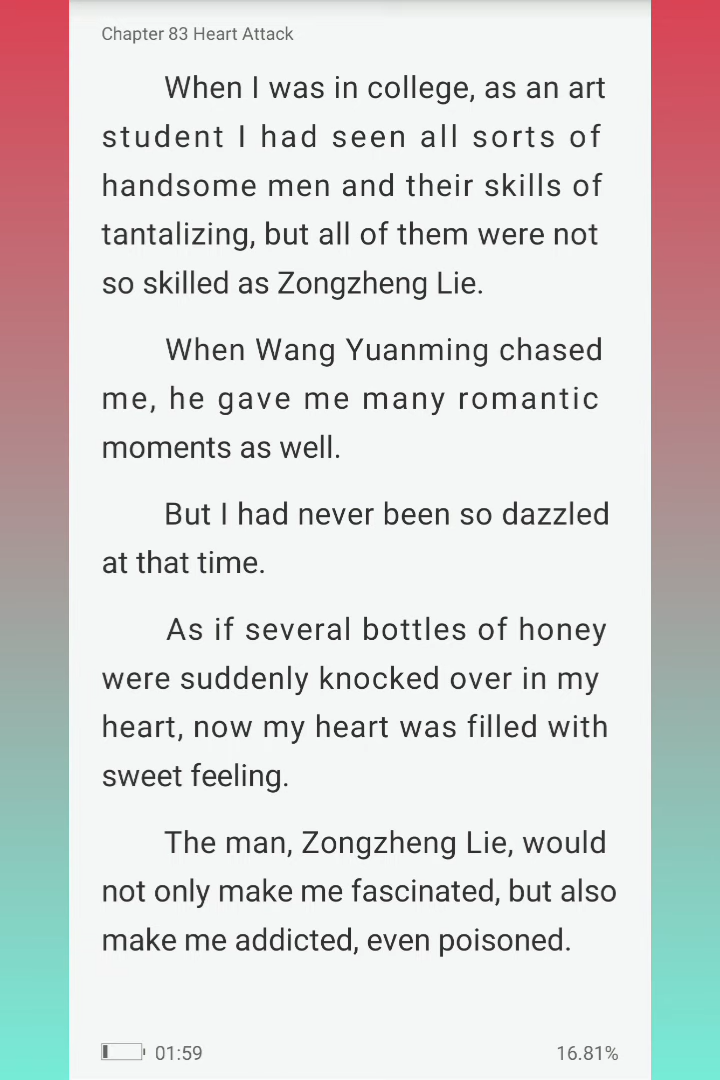 Chapter 83 Heart Attack
When I was in college, as an art
student I had seen all sorts of
handsome men and their skills of
tantalizing, but all of them were not
so skilled as Zongzheng Lie.
When Wang Yuanming chased
me, he gave me many romantic
moments as well.
But I had never been so dazzled
at that time.
As if several bottles of honey
were suddenly knocked over in my
heart, now my heart was filled with
sweet feeling.
The man, Zongzheng Lie, would
not only make me fascinated, but also
make me addicted, even poisoned.
01:59 16.81%